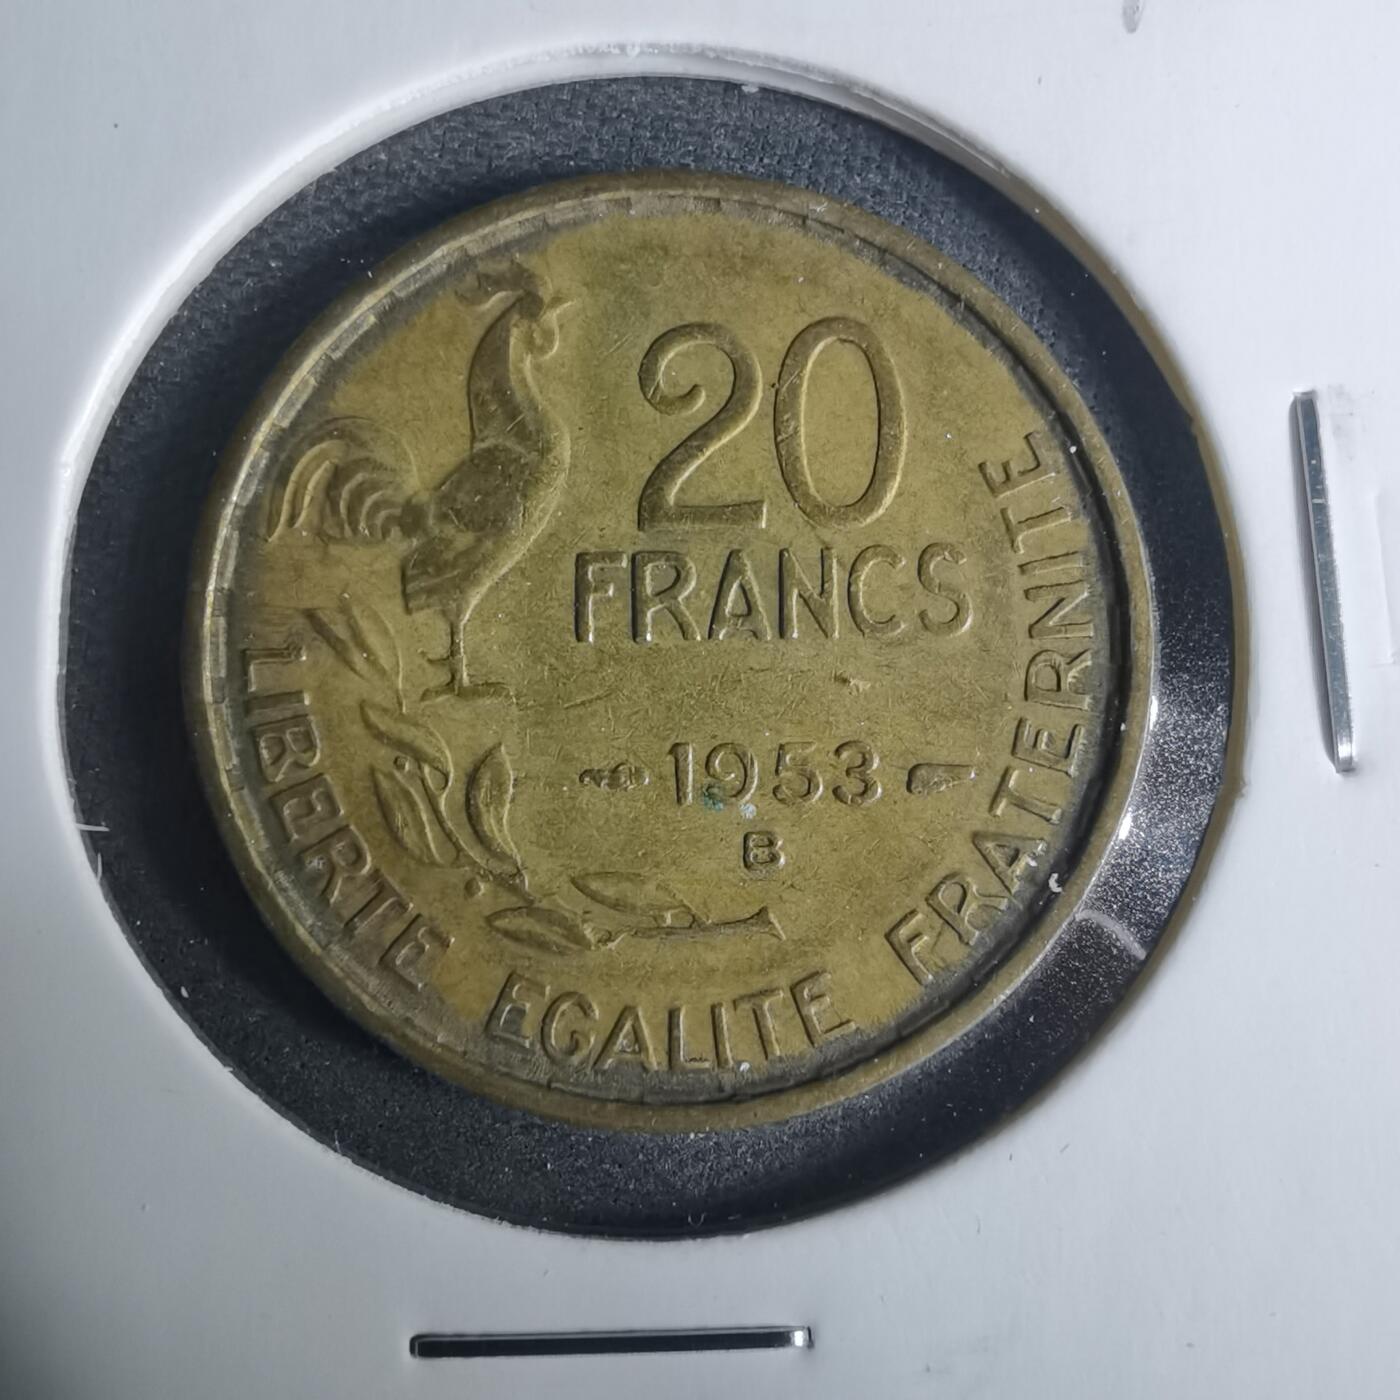 20
FRANCS
1953
B
LIBERTE EGALITE FRATERNITE